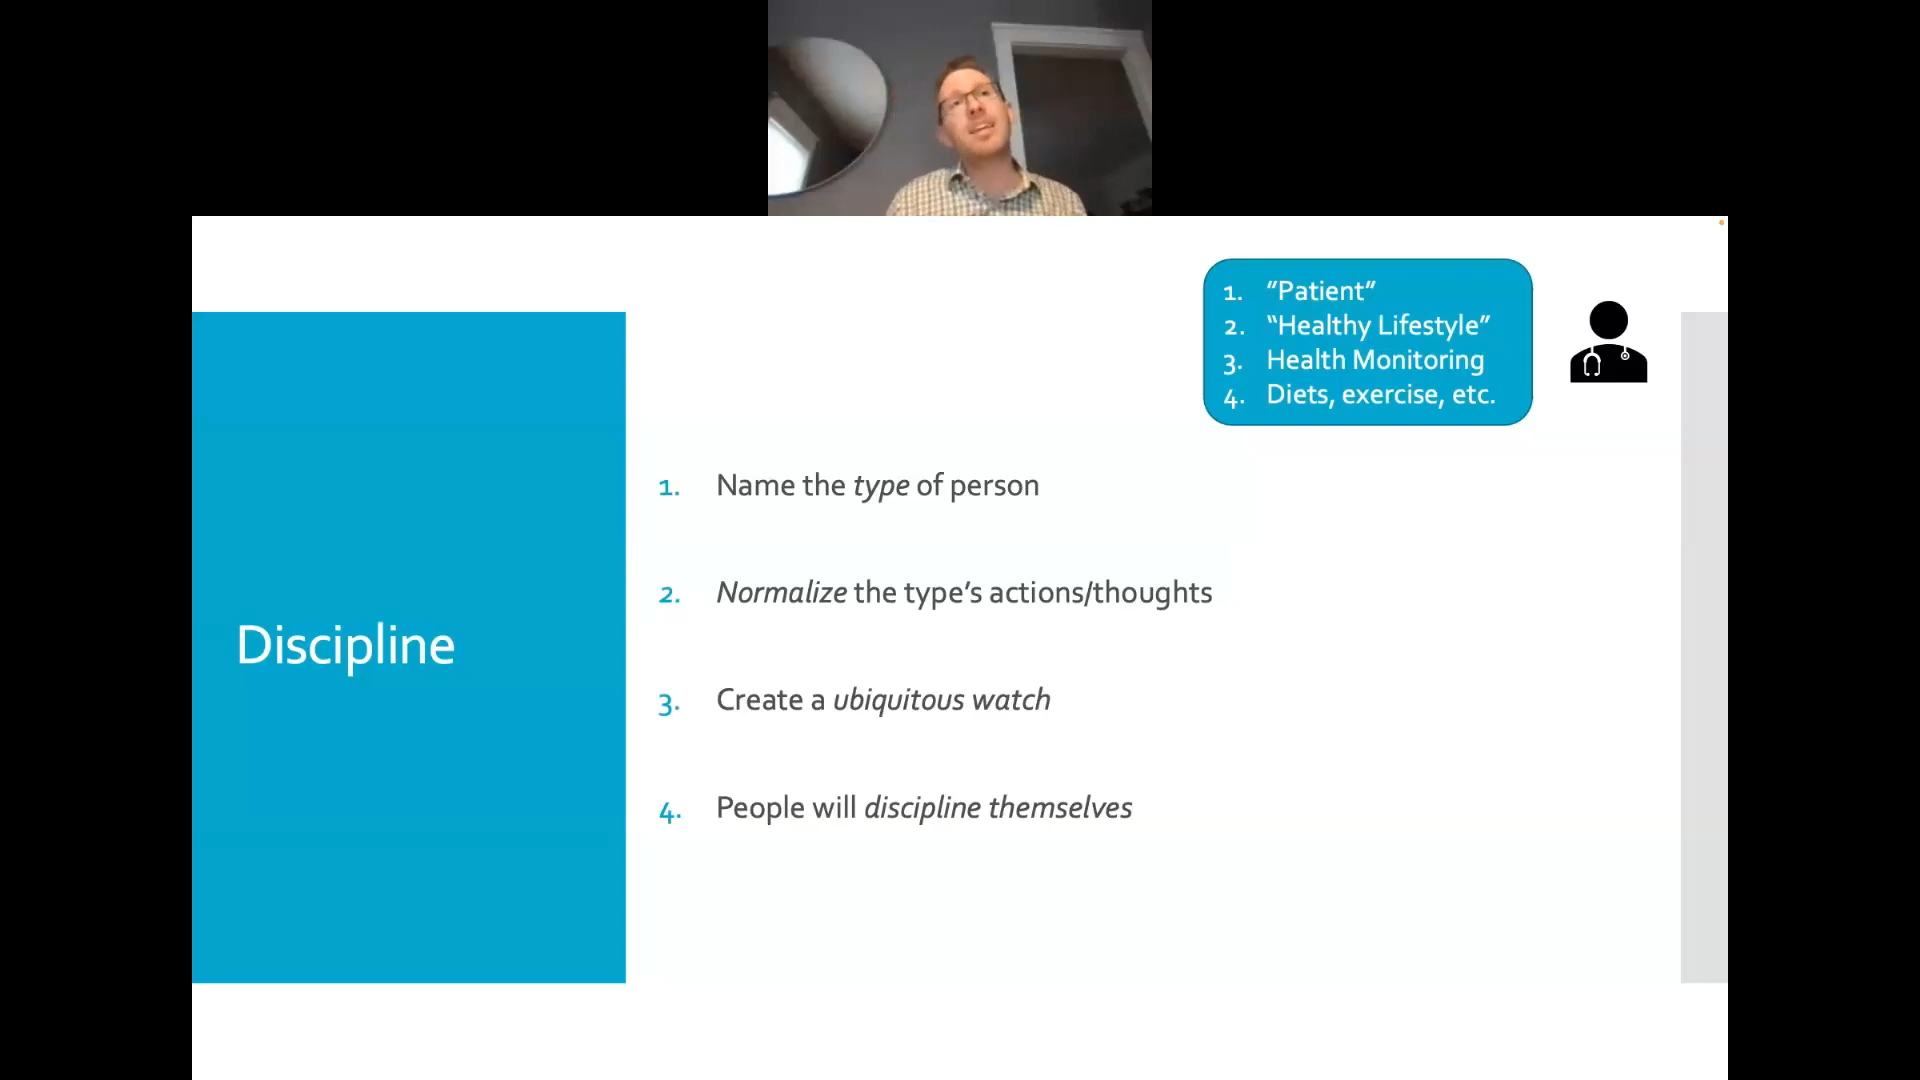 1. ”Patient”
2. “Healthy Lifestyle”
3. Health Monitoring
4. Diets, exercise, etc.
Discipline
1. Name the type of person
2. Normalize the type’s actions/thoughts
3. Create a ubiquitous watch
4. People will discipline themselves